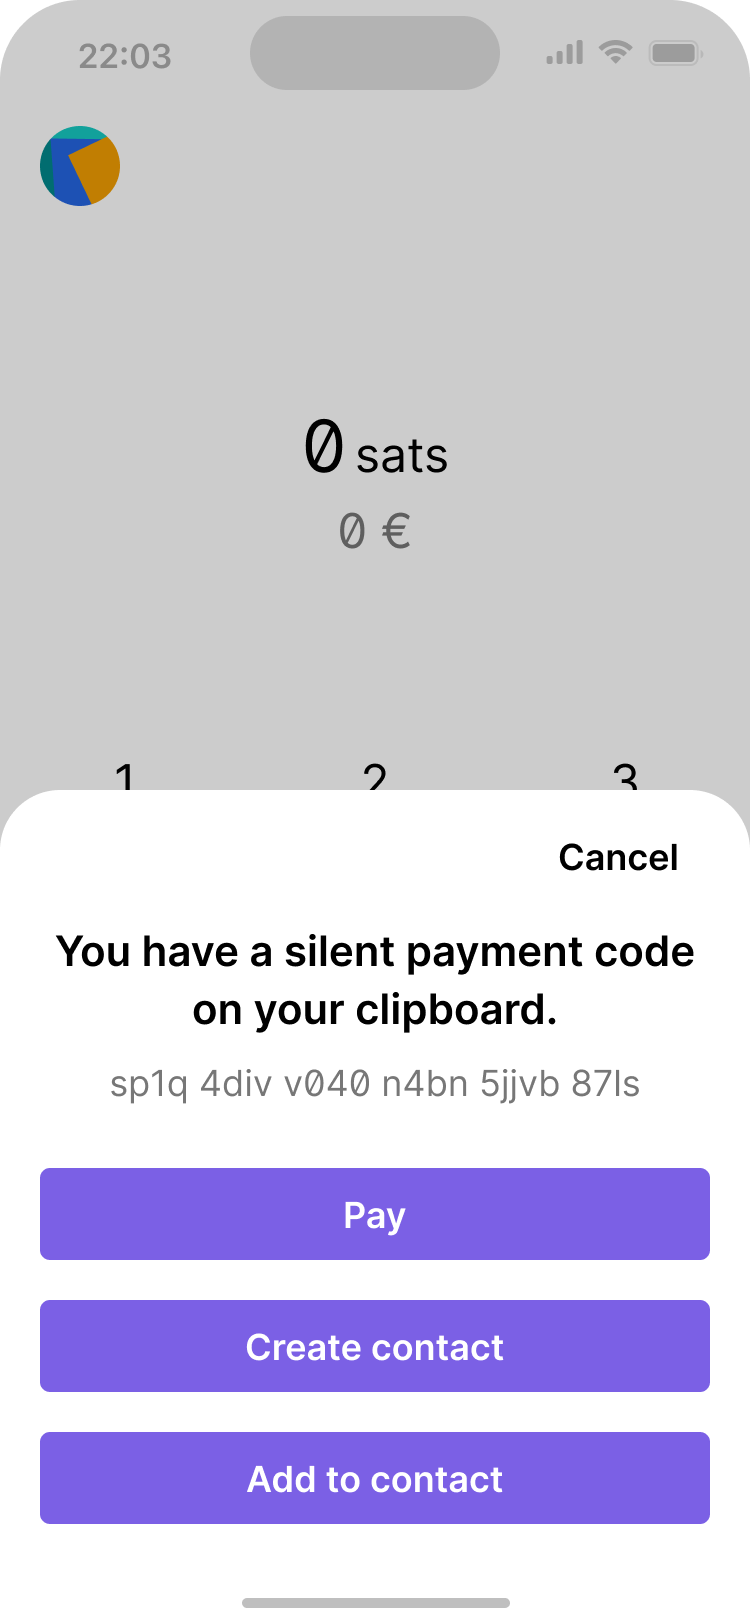 22:03
0 sats
0 €
1 2 3
Cancel
You have a silent payment code
on your clipboard.
sp1q 4div v040 n4bn 5jjvb 87ls
Pay
Create contact
Add to contact